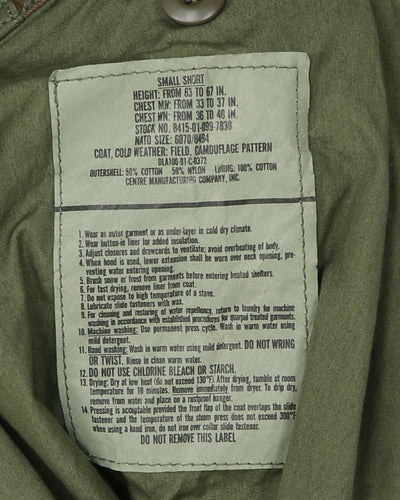 SMALL SHORT
HEIGHT: FROM 63 TO 67 IN.
CHEST MN: FROM 33 TO 37 IN.
CHEST WN: FROM 36 TO 40 IN.
STOCK NO. 8415-01-099-7830
NATO SIZE: 6070/8494
COAT, COLD WEATHER: FIELD, CAMOUFLAGE PATTERN
DLA100-91-C-0372
OUTERSHELL: 50% COTTON 50% NYLON LINING: 100% COTTON
CENTRE MANUFACTURING COMPANY, INC.
1. Wear as outer garment or as under-layer in cold dry climate.
2. Wear button-in liner for added insulation.
3. Adjust closures and drawcords to ventilate; avoid overheating of body.
4. When hood is used, lower extension shall be worn over neck opening, pre-
venting water entering opening.
5. Brush snow or frost from garments before entering heated shelters.
6. For fast drying, remove liner from coat.
7. Do not expose to high temperature of a stove.
8. Lubricate slide fasteners with wax.
9. For cleaning and restoring of water repellency, return to laundry for machine
washing in accordance with established procedures for quarpel treated garments.
10. Machine washing: Use permanent press cycle. Wash in warm water using
mild detergent.
11. Hand washing: Wash in warm water using mild detergent. DO NOT WRING
OR TWIST. Rinse in clean warm water.
12. DO NOT USE CHLORINE BLEACH OR STARCH.
13. Drying: Dry at low heat (do not exceed 130°F) After drying, tumble at room
temperature for 10 minutes. Remove immediately from dryer. To drip dry,
remove from water and place on a rustproof hanger.
14. Pressing is acceptable provided the front flap of the coat overlaps the slide
fastener and the temperature of the steam press does not exceed 300°F
when using a hand iron, do not iron over collar slide fastener.
DO NOT REMOVE THIS LABEL